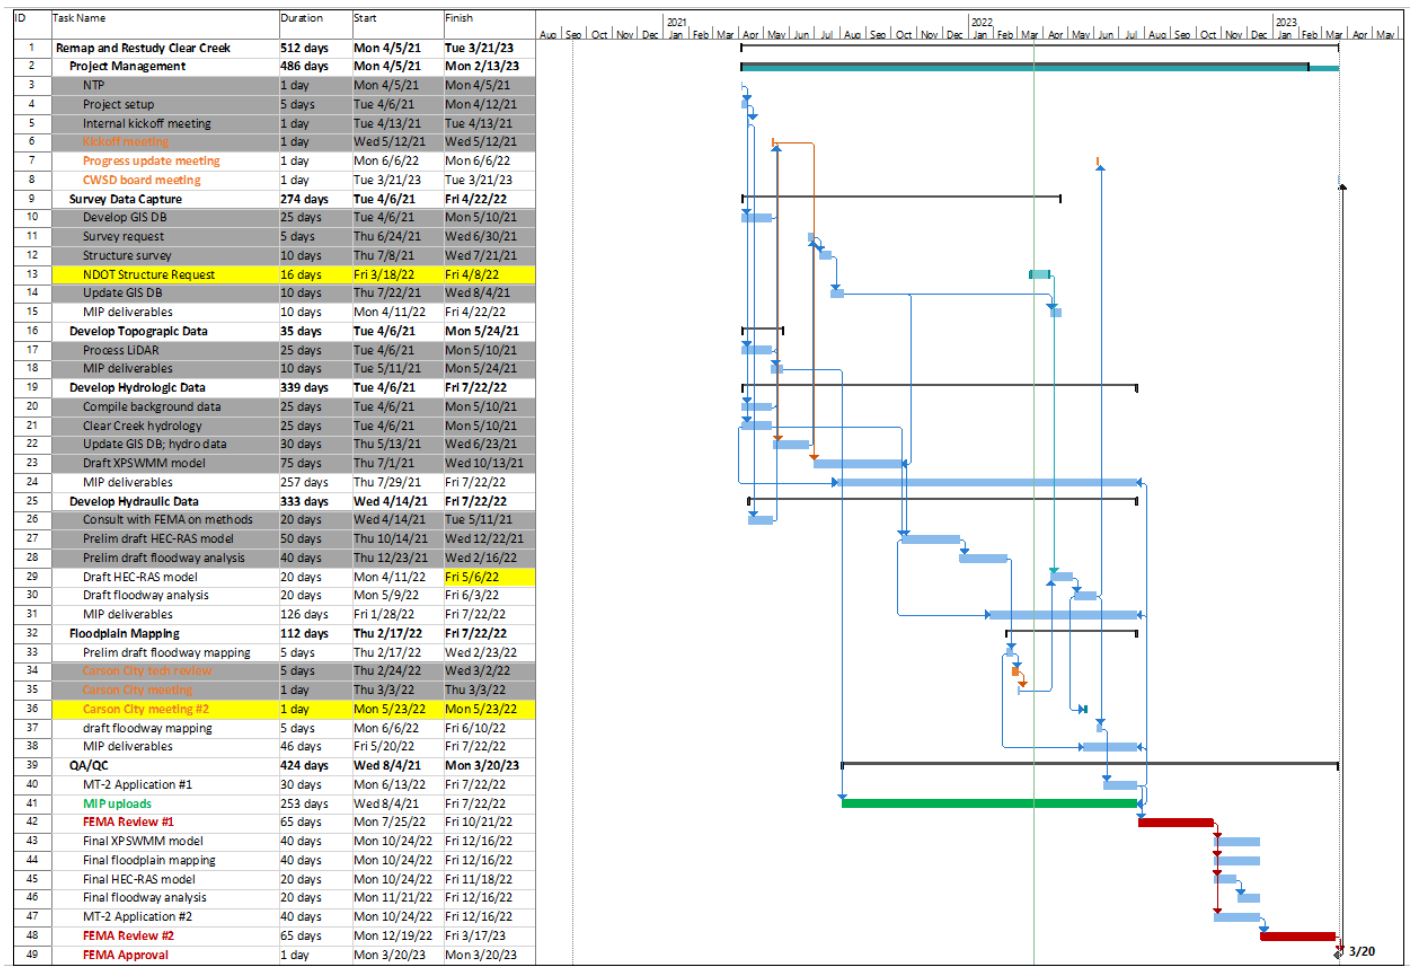 ID Task Name Duration Start Finish
2021 2022 2023
Aug Sep Oct Nov Dec Jan Feb Mar Apr May Jun Jul Aug Sep Oct Nov Dec Jan Feb Mar Apr May Jun Jul Aug Sep Oct Nov Dec Jan Feb Mar Apr May
1 Remap and Restudy Clear Creek 512 days Mon 4/5/21 Tue 3/21/23
2 Project Management 486 days Mon 4/5/21 Mon 2/13/23
3 NTP 1 day Mon 4/5/21 Mon 4/5/21
4 Project setup 5 days Tue 4/6/21 Mon 4/12/21
5 Internal kickoff meeting 1 day Tue 4/13/21 Tue 4/13/21
6 Kickoff meeting 1 day Wed 5/12/21 Wed 5/12/21
7 Progress update meeting 1 day Mon 6/6/22 Mon 6/6/22
8 CWSD board meeting 1 day Tue 3/21/23 Tue 3/21/23
9 Survey Data Capture 274 days Tue 4/6/21 Fri 4/22/22
10 Develop GIS DB 25 days Tue 4/6/21 Mon 5/10/21
11 Survey request 5 days Thu 6/24/21 Wed 6/30/21
12 Structure survey 10 days Thu 7/8/21 Wed 7/21/21
13 NDOT Structure Request 16 days Fri 3/18/22 Fri 4/8/22
14 Update GIS DB 10 days Thu 7/22/21 Wed 8/4/21
15 MIP deliverables 10 days Mon 4/11/22 Fri 4/22/22
16 Develop Topograpic Data 35 days Tue 4/6/21 Mon 5/24/21
17 Process LiDAR 25 days Tue 4/6/21 Mon 5/10/21
18 MIP deliverables 10 days Tue 5/11/21 Mon 5/24/21
19 Develop Hydrologic Data 339 days Tue 4/6/21 Fri 7/22/22
20 Compile background data 25 days Tue 4/6/21 Mon 5/10/21
21 Clear Creek hydrology 25 days Tue 4/6/21 Mon 5/10/21
22 Update GIS DB; hydro data 30 days Thu 5/13/21 Wed 6/23/21
23 Draft XPSWMM model 75 days Thu 7/1/21 Wed 10/13/21
24 MIP deliverables 257 days Thu 7/29/21 Fri 7/22/22
25 Develop Hydraulic Data 333 days Wed 4/14/21 Fri 7/22/22
26 Consult with FEMA on methods 20 days Wed 4/14/21 Tue 5/11/21
27 Prelim draft HEC-RAS model 50 days Thu 10/14/21 Wed 12/22/21
28 Prelim draft floodway analysis 40 days Thu 12/23/21 Wed 2/16/22
29 Draft HEC-RAS model 20 days Mon 4/11/22 Fri 5/6/22
30 Draft floodway analysis 20 days Mon 5/9/22 Fri 6/3/22
31 MIP deliverables 126 days Fri 1/28/22 Fri 7/22/22
32 Floodplain Mapping 112 days Thu 2/17/22 Fri 7/22/22
33 Prelim draft floodway mapping 5 days Thu 2/17/22 Wed 2/23/22
34 Carson City tech review 5 days Thu 2/24/22 Wed 3/2/22
35 Carson City meeting 1 day Thu 3/3/22 Thu 3/3/22
36 Carson City meeting #2 1 day Mon 5/23/22 Mon 5/23/22
37 draft floodway mapping 5 days Mon 6/6/22 Fri 6/10/22
38 MIP deliverables 46 days Fri 5/20/22 Fri 7/22/22
39 QA/QC 424 days Wed 8/4/21 Mon 3/20/23
40 MT-2 Application #1 30 days Mon 6/13/22 Fri 7/22/22
41 MIP uploads 253 days Wed 8/4/21 Fri 7/22/22
42 FEMA Review #1 65 days Mon 7/25/22 Fri 10/21/22
43 Final XPSWMM model 40 days Mon 10/24/22 Fri 12/16/22
44 Final floodplain mapping 40 days Mon 10/24/22 Fri 12/16/22
45 Final HEC-RAS model 20 days Mon 10/24/22 Fri 11/18/22
46 Final floodway analysis 20 days Mon 11/21/22 Fri 12/16/22
47 MT-2 Application #2 40 days Mon 10/24/22 Fri 12/16/22
48 FEMA Review #2 65 days Mon 12/19/22 Fri 3/17/23
49 FEMA Approval 1 day Mon 3/20/23 Mon 3/20/23 3/20